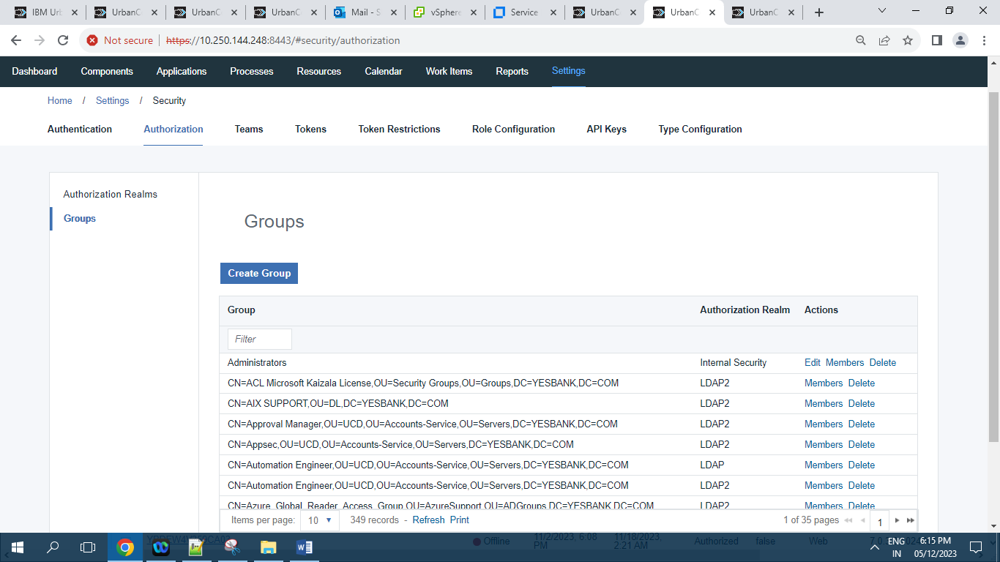 IBM Urb UrbanC UrbanC UrbanC Mail - S vSphere Service UrbanC UrbanC UrbanC
Not secure https://10.250.144.248:8443/#security/authorization
Dashboard Components Applications Processes Resources Calendar Work Items Reports Settings
Home / Settings / Security
Authentication Authorization Teams Tokens Token Restrictions Role Configuration API Keys Type Configuration
Authorization Realms
Groups
Groups
Create Group
Group Authorization Realm Actions
Filter
Administrators Internal Security Edit Members Delete
CN=ACL Microsoft Kaizala License,OU=Security Groups,OU=Groups,DC=YESBANK,DC=COM LDAP2 Members Delete
CN=AIX SUPPORT,OU=DL,DC=YESBANK,DC=COM LDAP2 Members Delete
CN=Approval Manager,OU=UCD,OU=Accounts-Service,OU=Servers,DC=YESBANK,DC=COM LDAP2 Members Delete
CN=Appsec,OU=UCD,OU=Accounts-Service,OU=Servers,DC=YESBANK,DC=COM LDAP2 Members Delete
CN=Automation Engineer,OU=UCD,OU=Accounts-Service,OU=Servers,DC=YESBANK,DC=COM LDAP Members Delete
CN=Automation Engineer,OU=UCD,OU=Accounts-Service,OU=Servers,DC=YESBANK,DC=COM LDAP2 Members Delete
CN=Azure_Global_Reader_Access_Group,OU=AzureSupport,OU=ADGroups,DC=YESBANK,DC=COM LDAP2 Members Delete
Items per page: 10 349 records - Refresh Print 1 of 35 pages 1
Offline 11/2/2023, 6:08 PM 11/18/2023, 2:21 AM Authorized false Web
ENG 6:15 PM
IN 05/12/2023